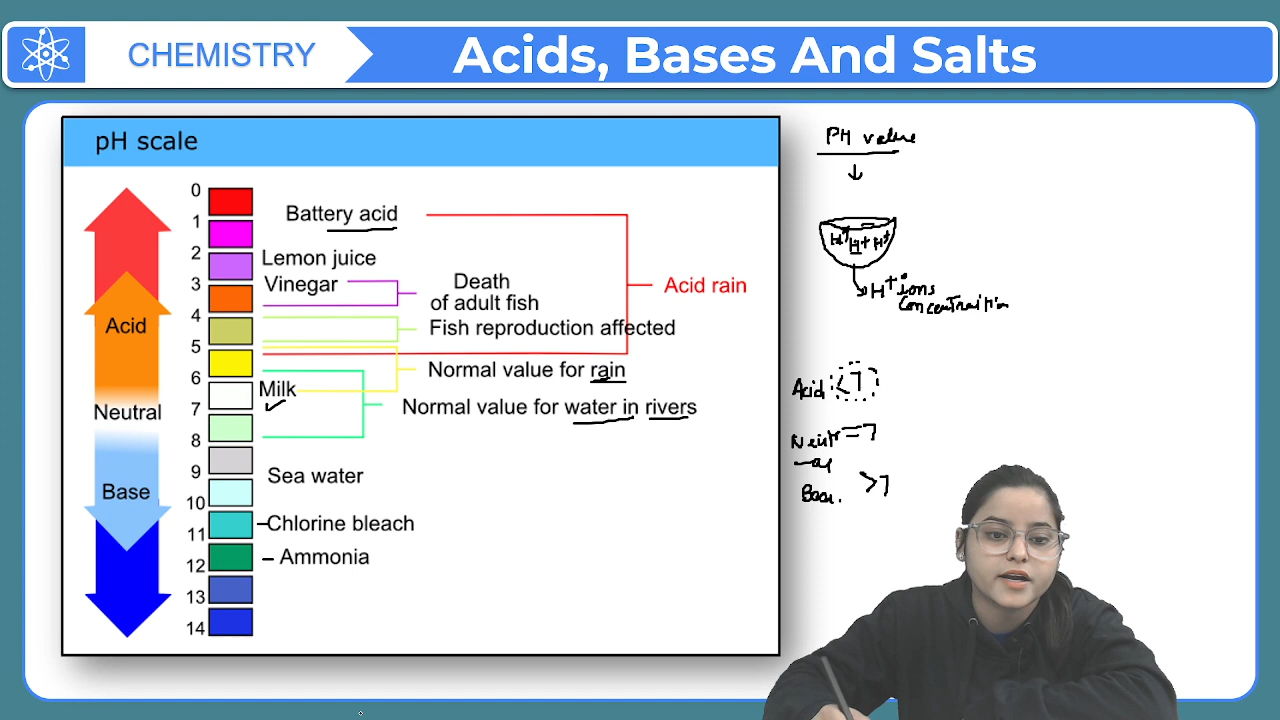 CHEMISTRY
Acids, Bases And Salts
pH scale
0
1
2
3
4
5
6
7
8
9
10
11
12
13
14
Acid
Neutral
Base
Battery acid
Lemon juice
Vinegar
Death
of adult fish
Acid rain
Fish reproduction affected
Normal value for rain
Milk
Normal value for water in rivers
Sea water
Chlorine bleach
Ammonia
PH value
H+ H+ H+
H+ ions
Acid <7
=7
>7